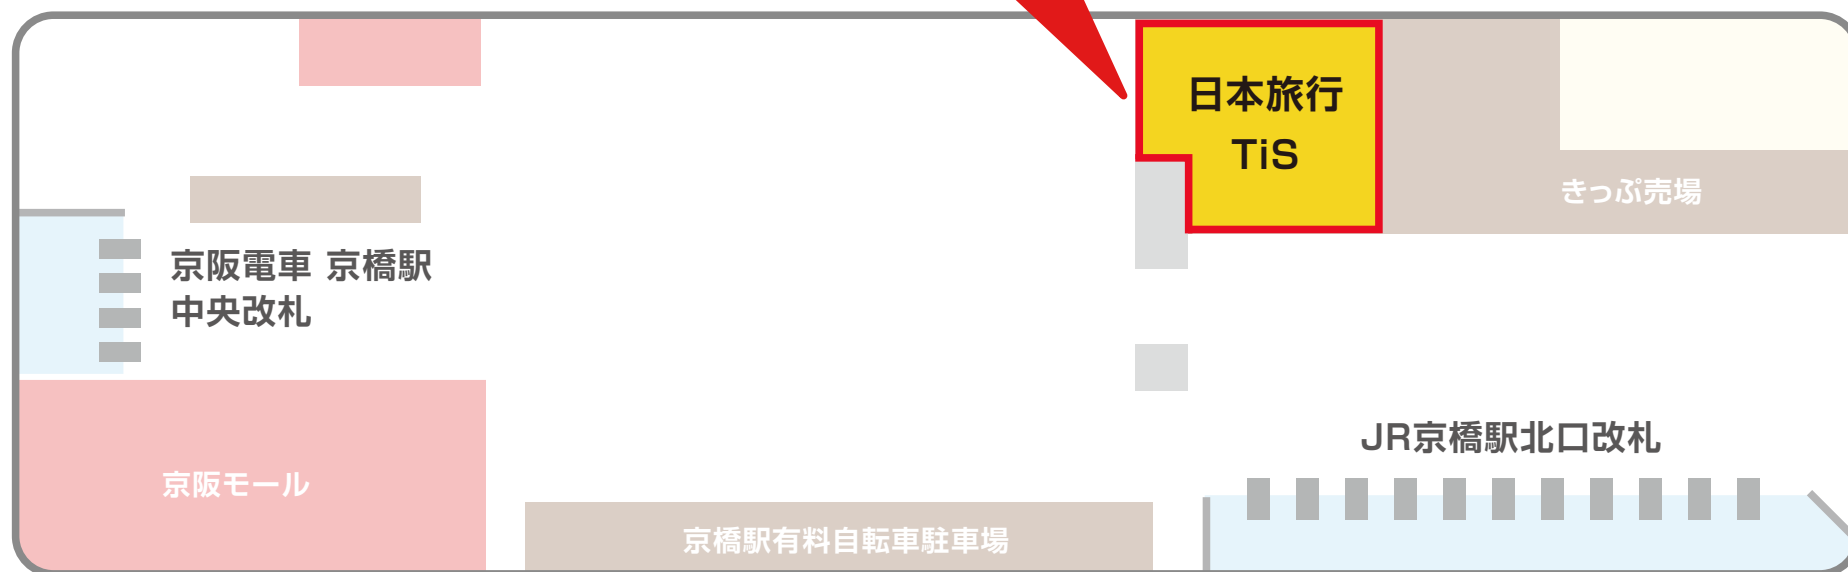 日本旅行
TiS
きっぷ売場
京阪電車 京橋駅
中央改札
JR京橋駅北口改札
京阪モール
京橋駅有料自転車駐車場